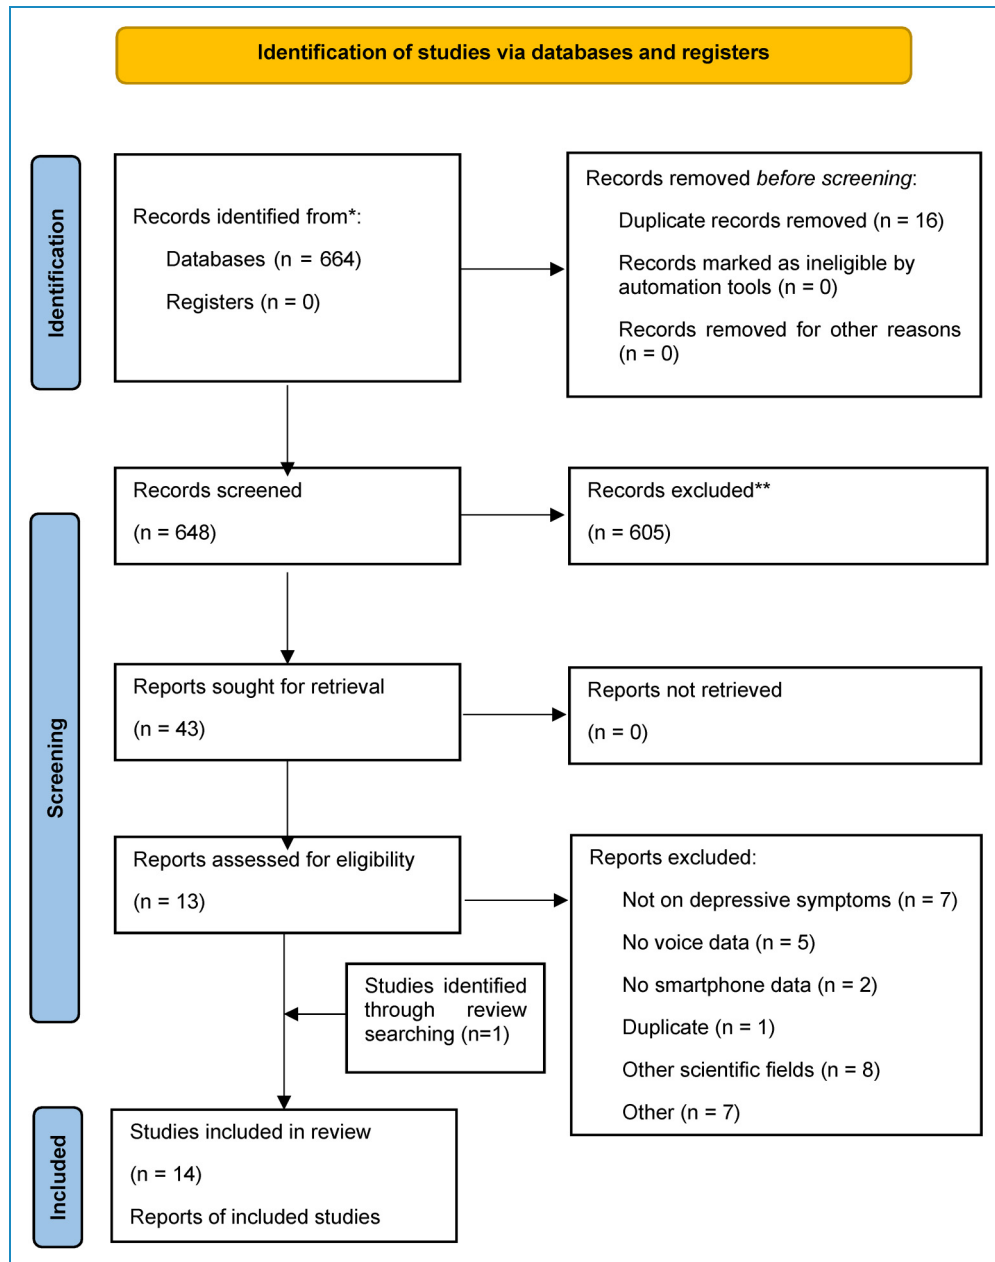 Identification of studies via databases and registers
Identification
Records identified from*:
Databases (n = 664)
Registers (n = 0)
Records removed before screening:
Duplicate records removed (n = 16)
Records marked as ineligible by
automation tools (n = 0)
Records removed for other reasons
(n = 0)
Screening
Records screened
(n = 648)
Records excluded**
(n = 605)
Reports sought for retrieval
(n = 43)
Reports not retrieved
(n = 0)
Reports assessed for eligibility
(n = 13)
Reports excluded:
Not on depressive symptoms (n = 7)
No voice data (n = 5)
No smartphone data (n = 2)
Duplicate (n = 1)
Other scientific fields (n = 8)
Other (n = 7)
Studies identified
through review
searching (n=1)
Included
Studies included in review
(n = 14)
Reports of included studies